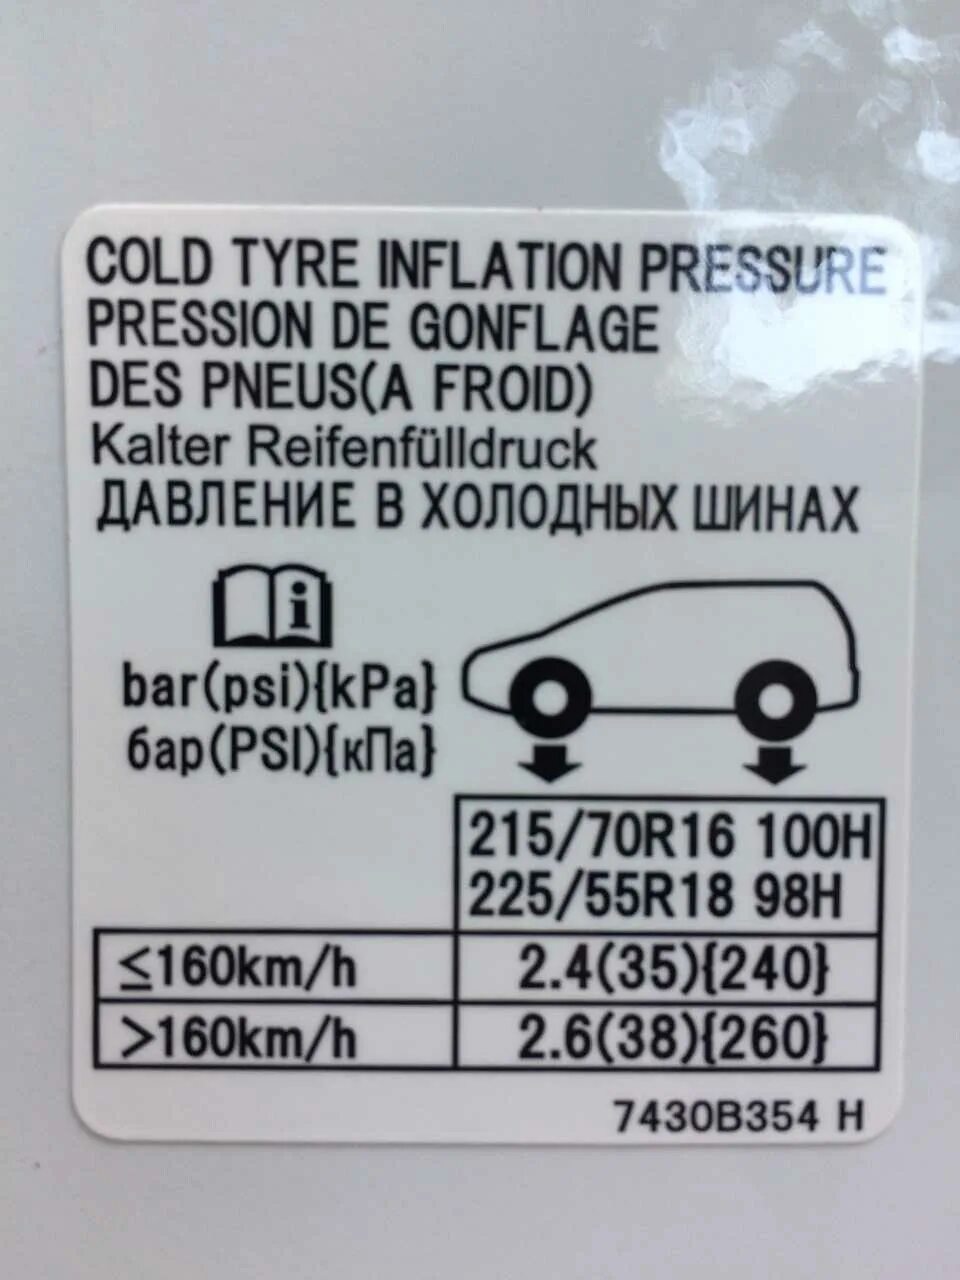 COLD TYRE INFLATION PRESSURE
PRESSION DE GONFLAGE
DES PNEUS(A FROID)
Kalter Reifenfülldruck
ДАВЛЕНИЕ В ХОЛОДНЫХ ШИНАХ
i
bar(psi){kPa}
бар(PSI){кПа}
215/70R16 100H
225/55R18 98H
≤160km/h 2.4(35){240}
>160km/h 2.6(38){260}
7430B354 H